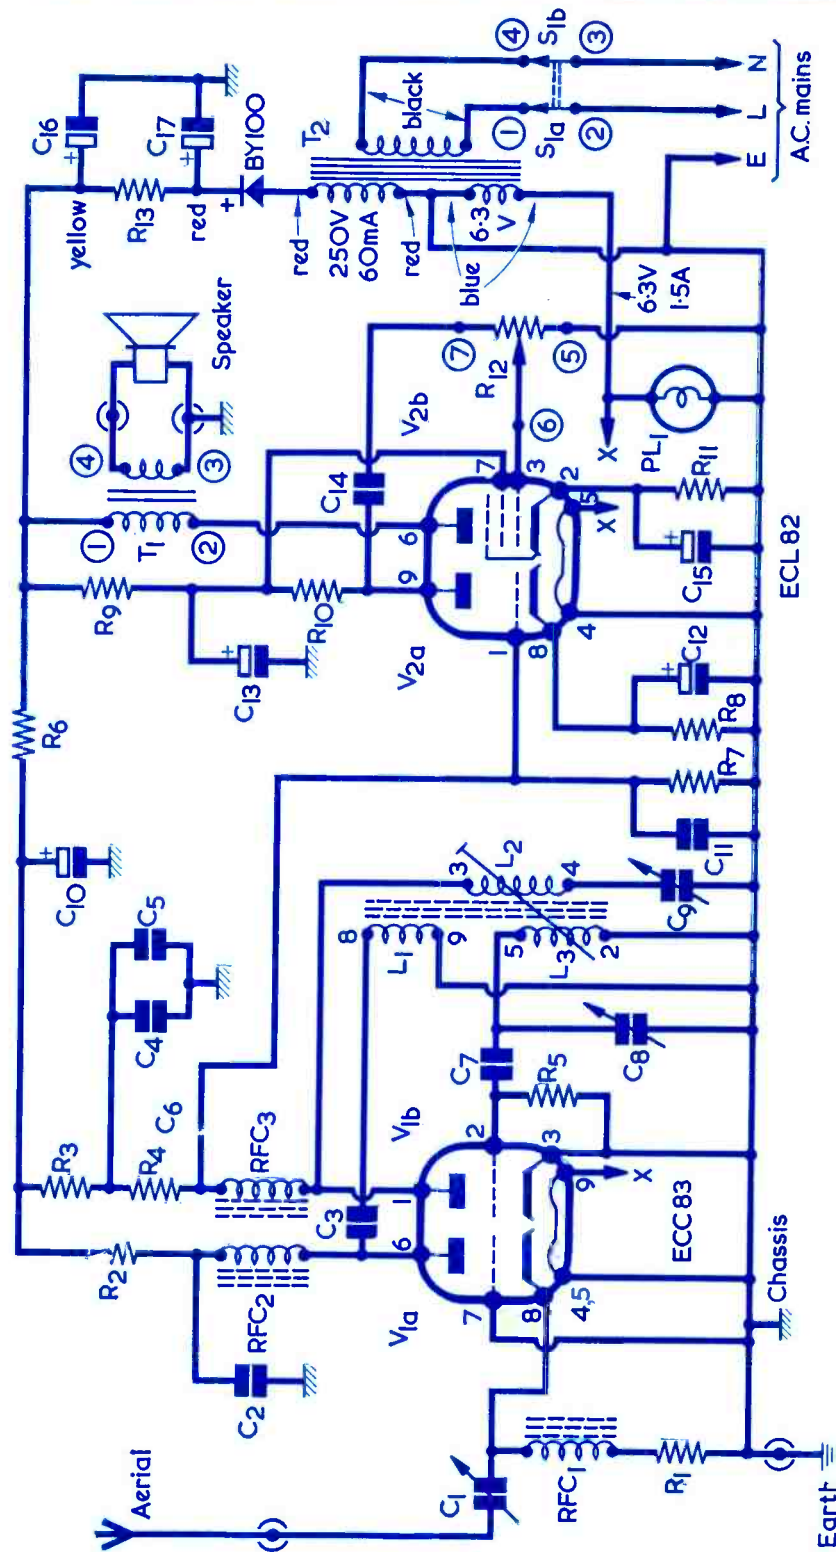 Aerial
C1
RFC1
R1
Earth
Chassis
C2
R2
RFC2
C3
V1a
6
7
8
4,5
ECC83
R3
R4
C6
RFC3
C4
C5
V1b
1
2
3
9
X
C7
R5
C8
8
L1
9
5
L3
2
3
L2
4
C9
C10
+
R6
C11
R7
R8
C12
+
R9
C13
+
R10
V2a
9
6
1
8
4
ECL82
1
T1
2
4
3
Speaker
C14
V2b
7
3
2
5
X
C15
+
R11
7
R12
6
5
PL1
X
6·3V
1·5A
yellow
R13
red
C16
+
C17
+
+
BY100
T2
red
250V
60mA
red
blue
6·3
V
black
4
S1b
3
1
S1a
2
E
L
N
A.C. mains